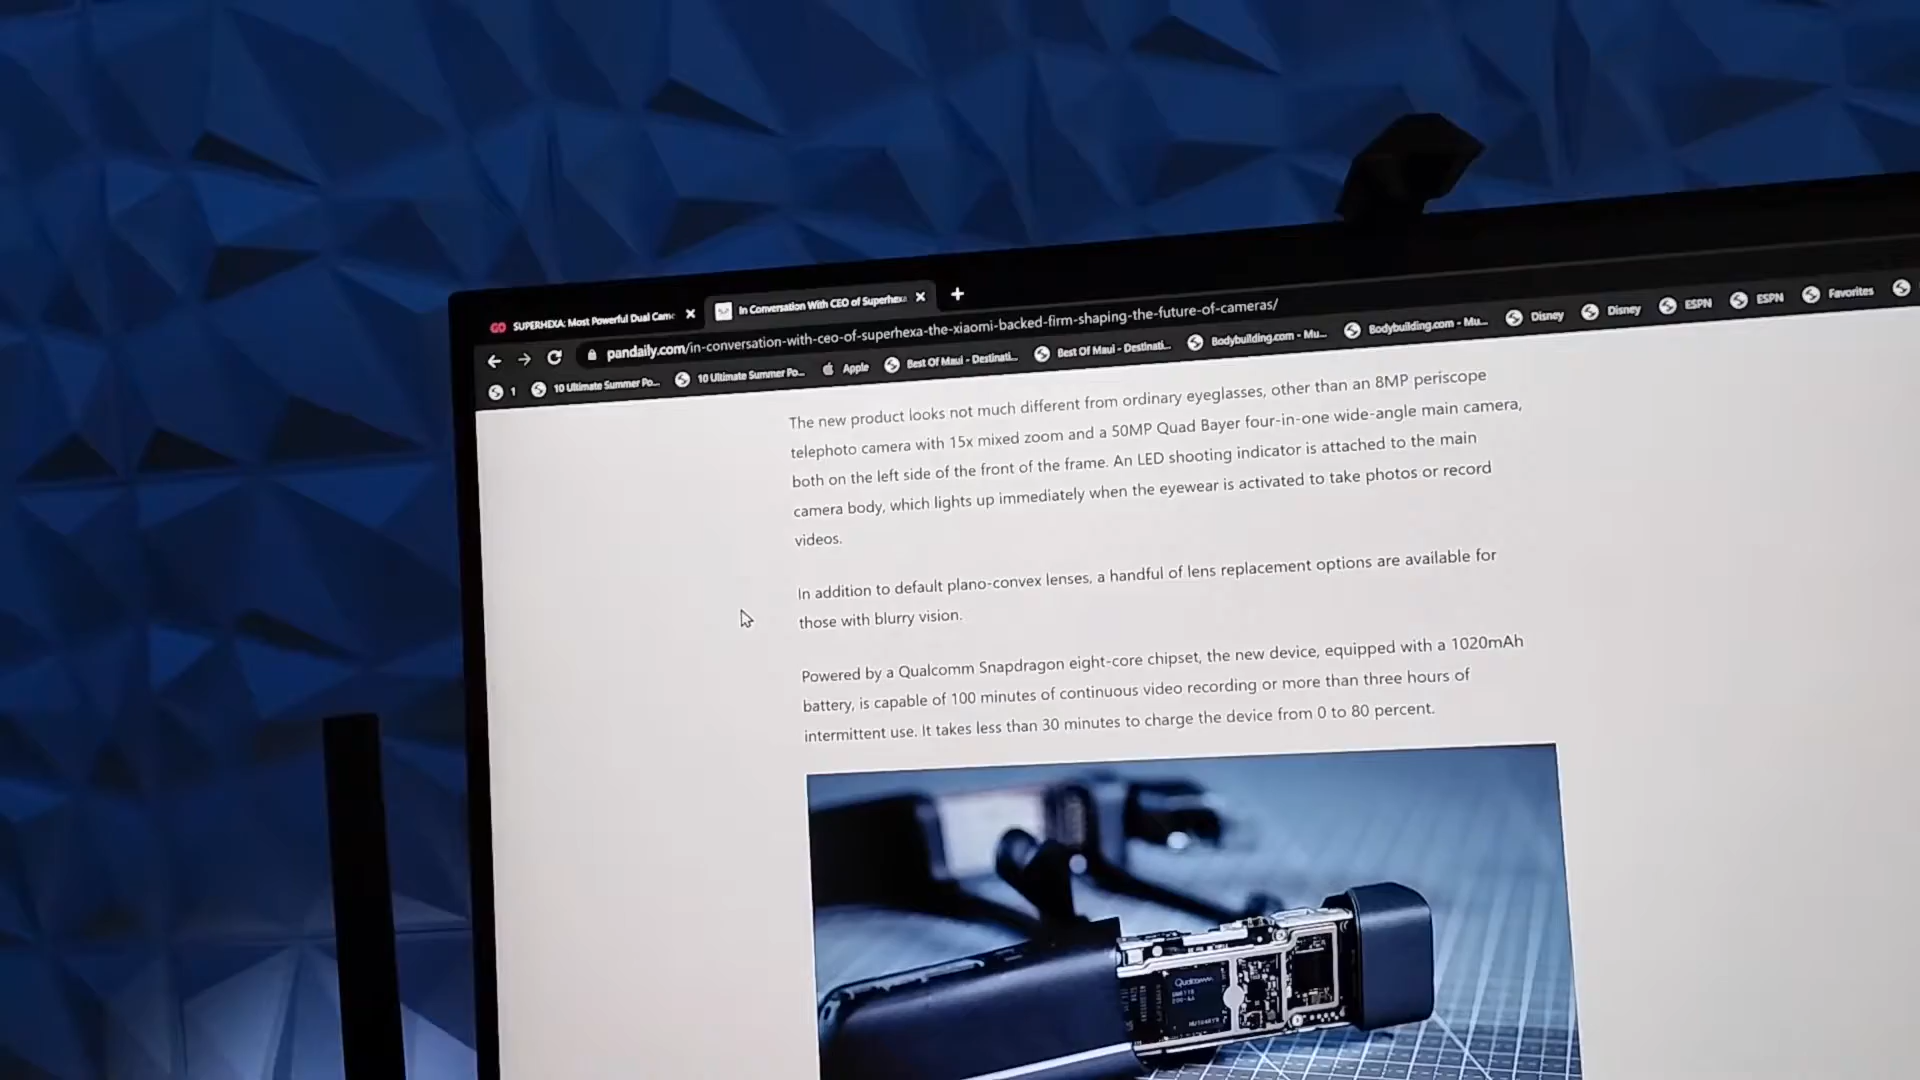 GO SUPERHEXA: Most Powerful Dual Came
In Conversation With CEO of Superhexa
pandaily.com/in-conversation-with-ceo-of-superhexa-the-xiaomi-backed-firm-shaping-the-future-of-cameras/
1 10 Ultimate Summer Po... 10 Ultimate Summer Po... Apple Best Of Maui - Destinati... Best Of Maui - Destinati... Bodybuilding.com - Mu... Bodybuilding.com - Mu... Disney Disney ESPN ESPN Favorites
The new product looks not much different from ordinary eyeglasses, other than an 8MP periscope
telephoto camera with 15x mixed zoom and a 50MP Quad Bayer four-in-one wide-angle main camera,
both on the left side of the front of the frame. An LED shooting indicator is attached to the main
camera body, which lights up immediately when the eyewear is activated to take photos or record
videos.
In addition to default plano-convex lenses, a handful of lens replacement options are available for
those with blurry vision.
Powered by a Qualcomm Snapdragon eight-core chipset, the new device, equipped with a 1020mAh
battery, is capable of 100 minutes of continuous video recording or more than three hours of
intermittent use. It takes less than 30 minutes to charge the device from 0 to 80 percent.
Qualcomm